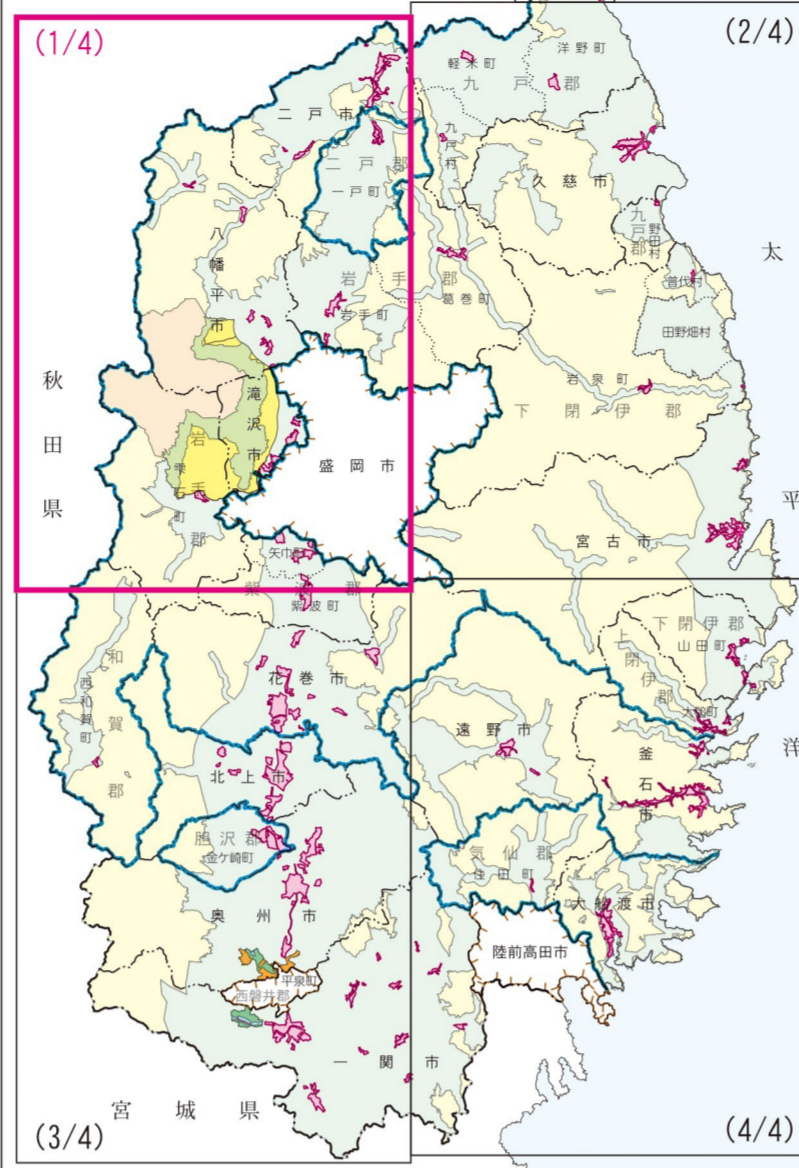 (1/4)
(2/4)
洋野町
軽米町
九戸郡
二戸市
九戸村
二戸郡
一戸町
久慈市
九戸郡
野田村
八幡平市
太
岩手郡
葛巻町
岩手町
普代村
田野畑村
秋田県
岩泉町
下閉伊郡
滝沢市
岩手郡
雫石町
盛岡市
平
宮古市
矢巾町
紫波郡
紫波町
下閉伊郡
山田町
上閉伊郡
大槌町
和賀郡
西和賀町
花巻市
遠野市
洋
釜石市
北上市
胆沢郡
金ケ崎町
気仙郡
住田町
奥州市
大船渡市
陸前高田市
平泉町
西磐井郡
一関市
宮城県
(3/4)
(4/4)